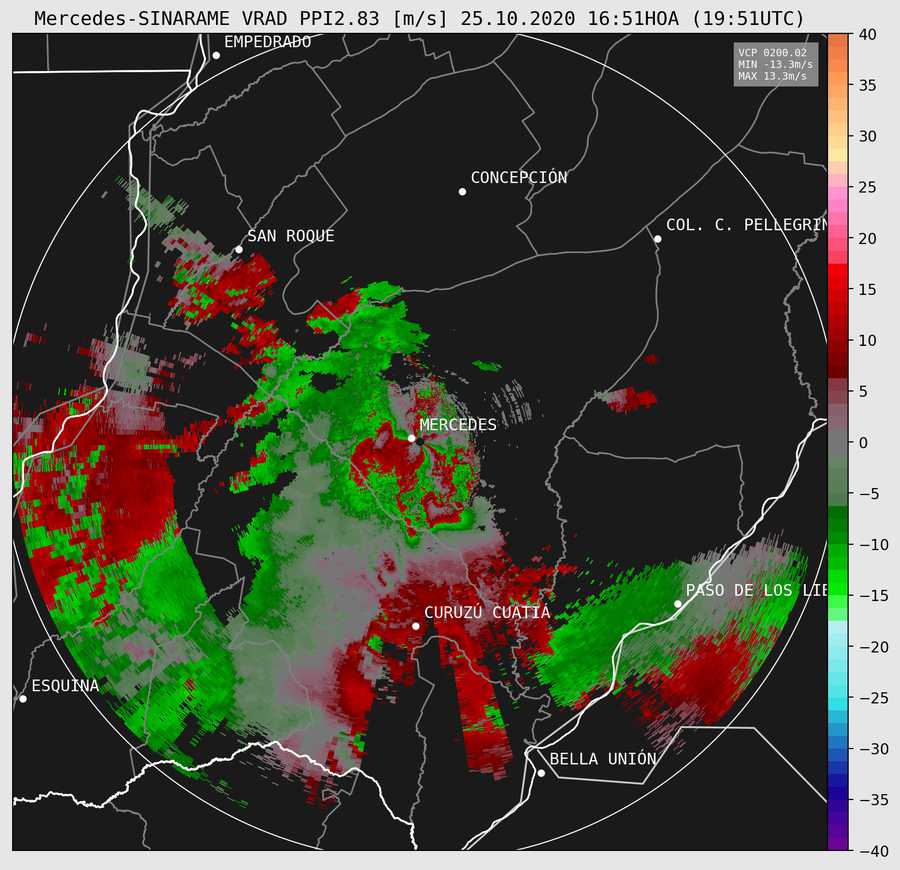 Mercedes-SINARAME VRAD PPI2.83 [m/s] 25.10.2020 16:51HOA (19:51UTC)
EMPEDRADO
VCP 0200.02
MIN -13.3m/s
MAX 13.3m/s
CONCEPCIÓN
SAN ROQUE
COL. C. PELLEGRIN
MERCEDES
PASO DE LOS LIE
CURUZÚ CUATIÁ
ESQUINA
BELLA UNIÓN
40
35
30
25
20
15
10
5
0
−5
−10
−15
−20
−25
−30
−35
−40